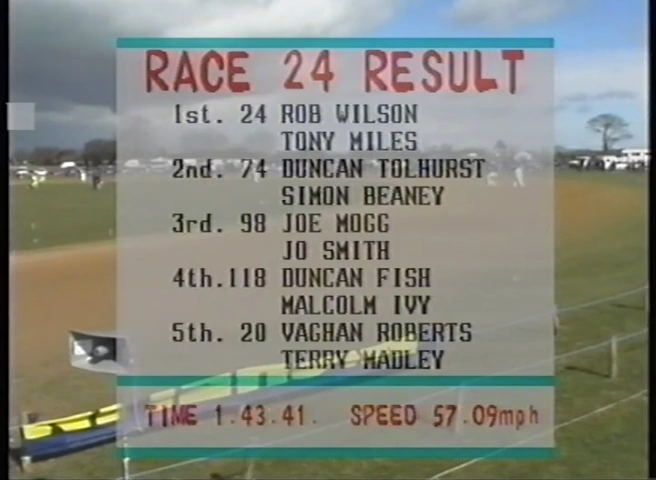 RACE 24 RESULT
1st. 24 ROB WILSON
TONY MILES
2nd. 74 DUNCAN TOLHURST
SIMON BEANEY
3rd. 98 JOE MOGG
JO SMITH
4th.118 DUNCAN FISH
MALCOLM IVY
5th. 20 VAGHAN ROBERTS
TERRY MADLEY
TIME 1.43.41. SPEED 57.09mph